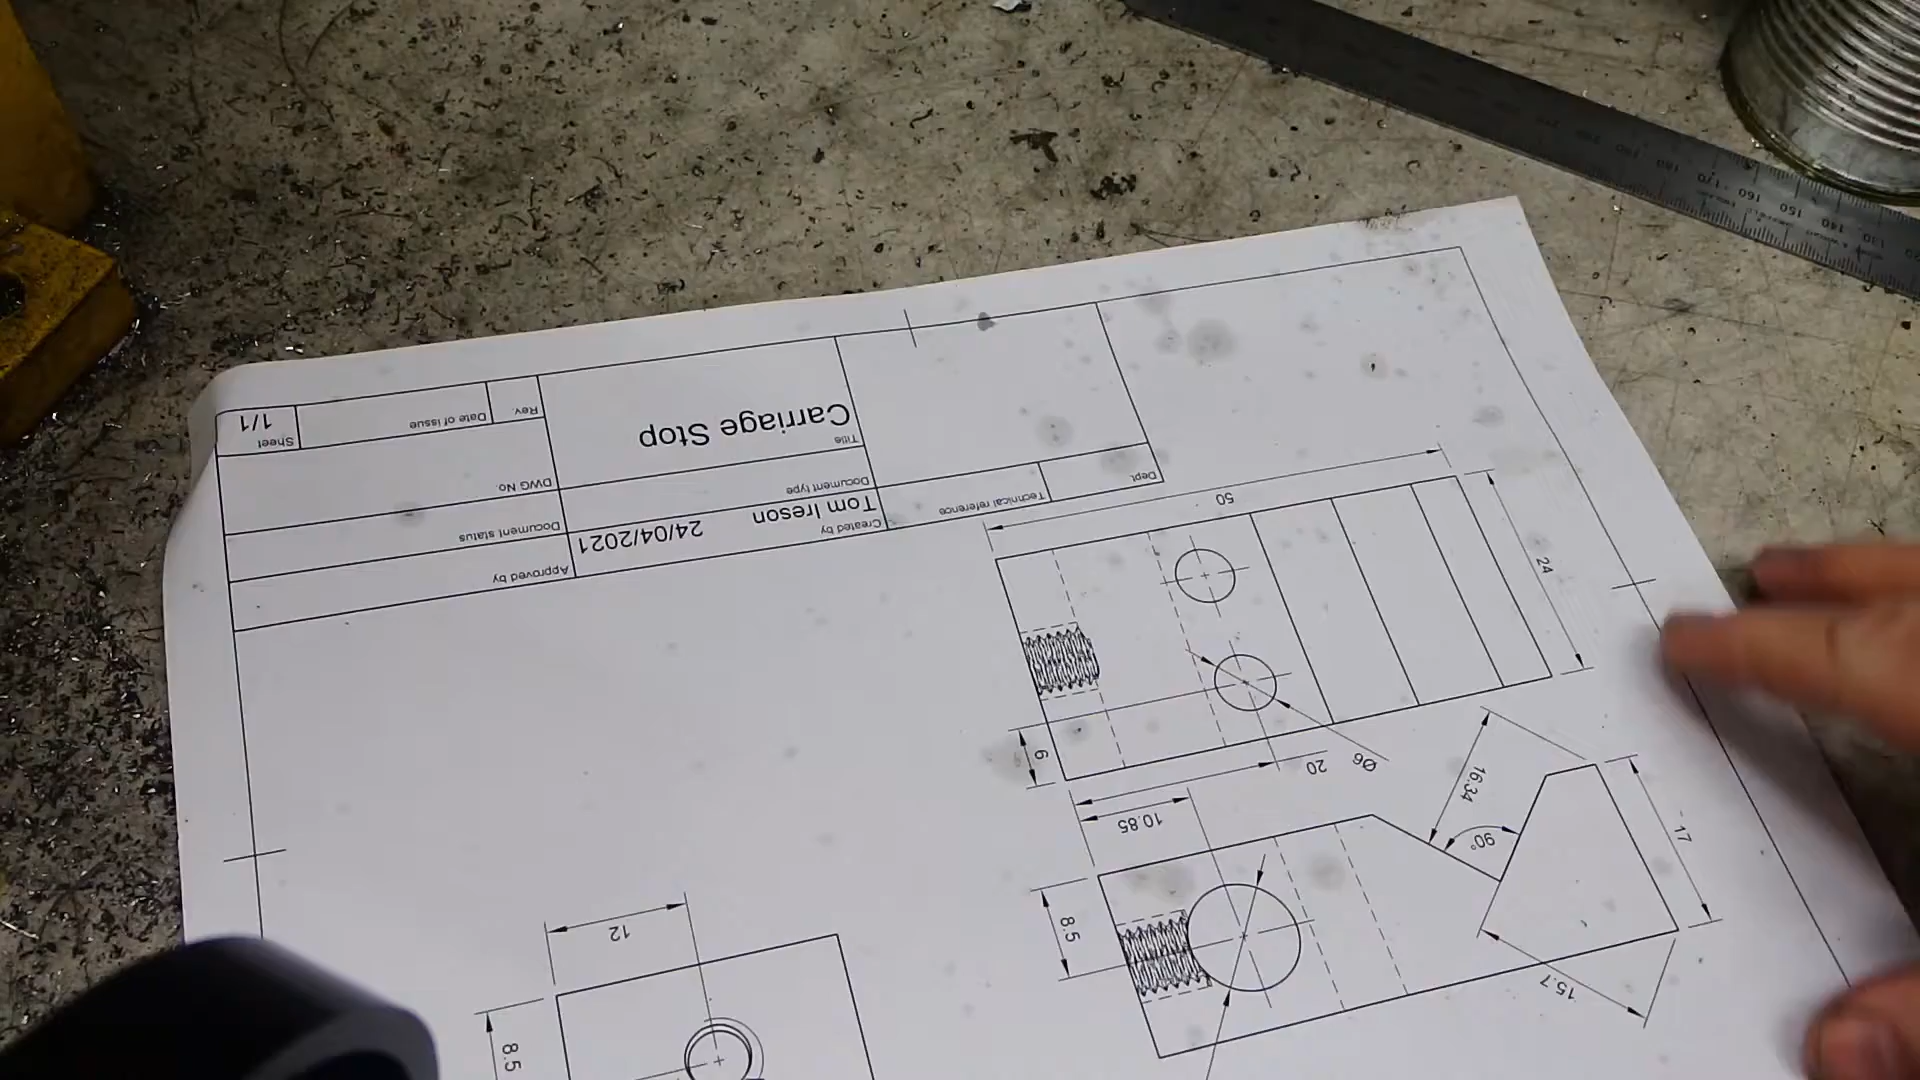 Sheet
1/1
Date of issue
Rev.
Title
Carriage Stop
DWG No.
Document type
Document status
Created by
Tom Ireson
24/04/2021
Approved by
Technical reference
Dept.
50
24
6
20
Ø6
10.85
16.34
90°
17
8.5
15.7
12
8.5